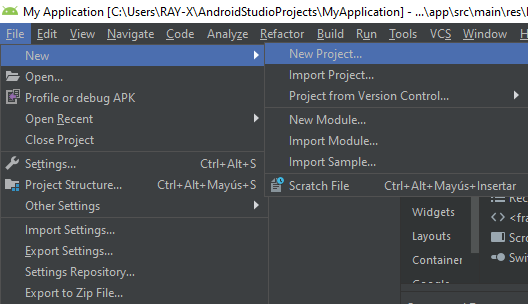 My Application [C:\Users\RAY-X\AndroidStudioProjects\MyApplication] - ...\app\src\main\res\
File Edit View Navigate Code Analyze Refactor Build Run Tools VCS Window
New
New Project...
Open...
Import Project...
Profile or debug APK
Project from Version Control...
Open Recent
New Module...
Close Project
Import Module...
Import Sample...
Settings... Ctrl+Alt+S
Project Structure... Ctrl+Alt+Mayús+S
Scratch File Ctrl+Alt+Mayús+Insertar
Other Settings
Import Settings...
Export Settings...
Settings Repository...
Export to Zip File...
Widgets
Layouts
Container
Rec
<fra
Scro
Swi